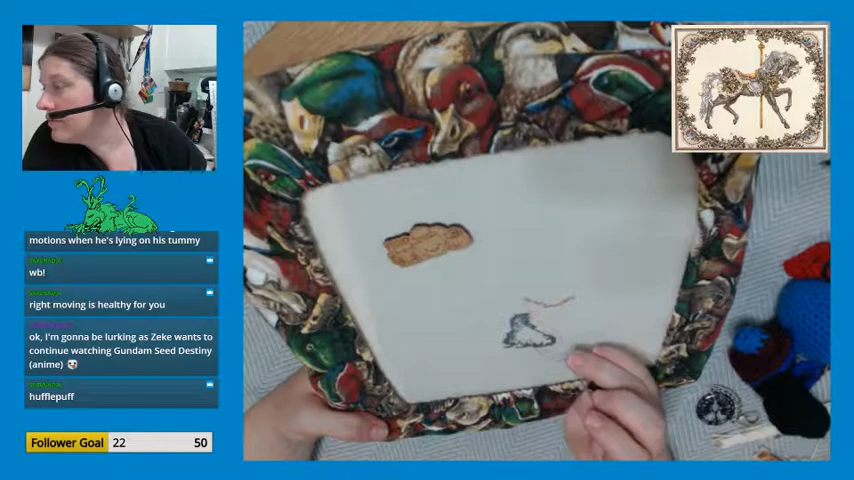 motions when he's lying on his tummy
wb!
right moving is healthy for you
ok, I'm gonna be lurking as Zeke wants to
continue watching Gundam Seed Destiny
(anime)
hufflepuff
Follower Goal 22 50